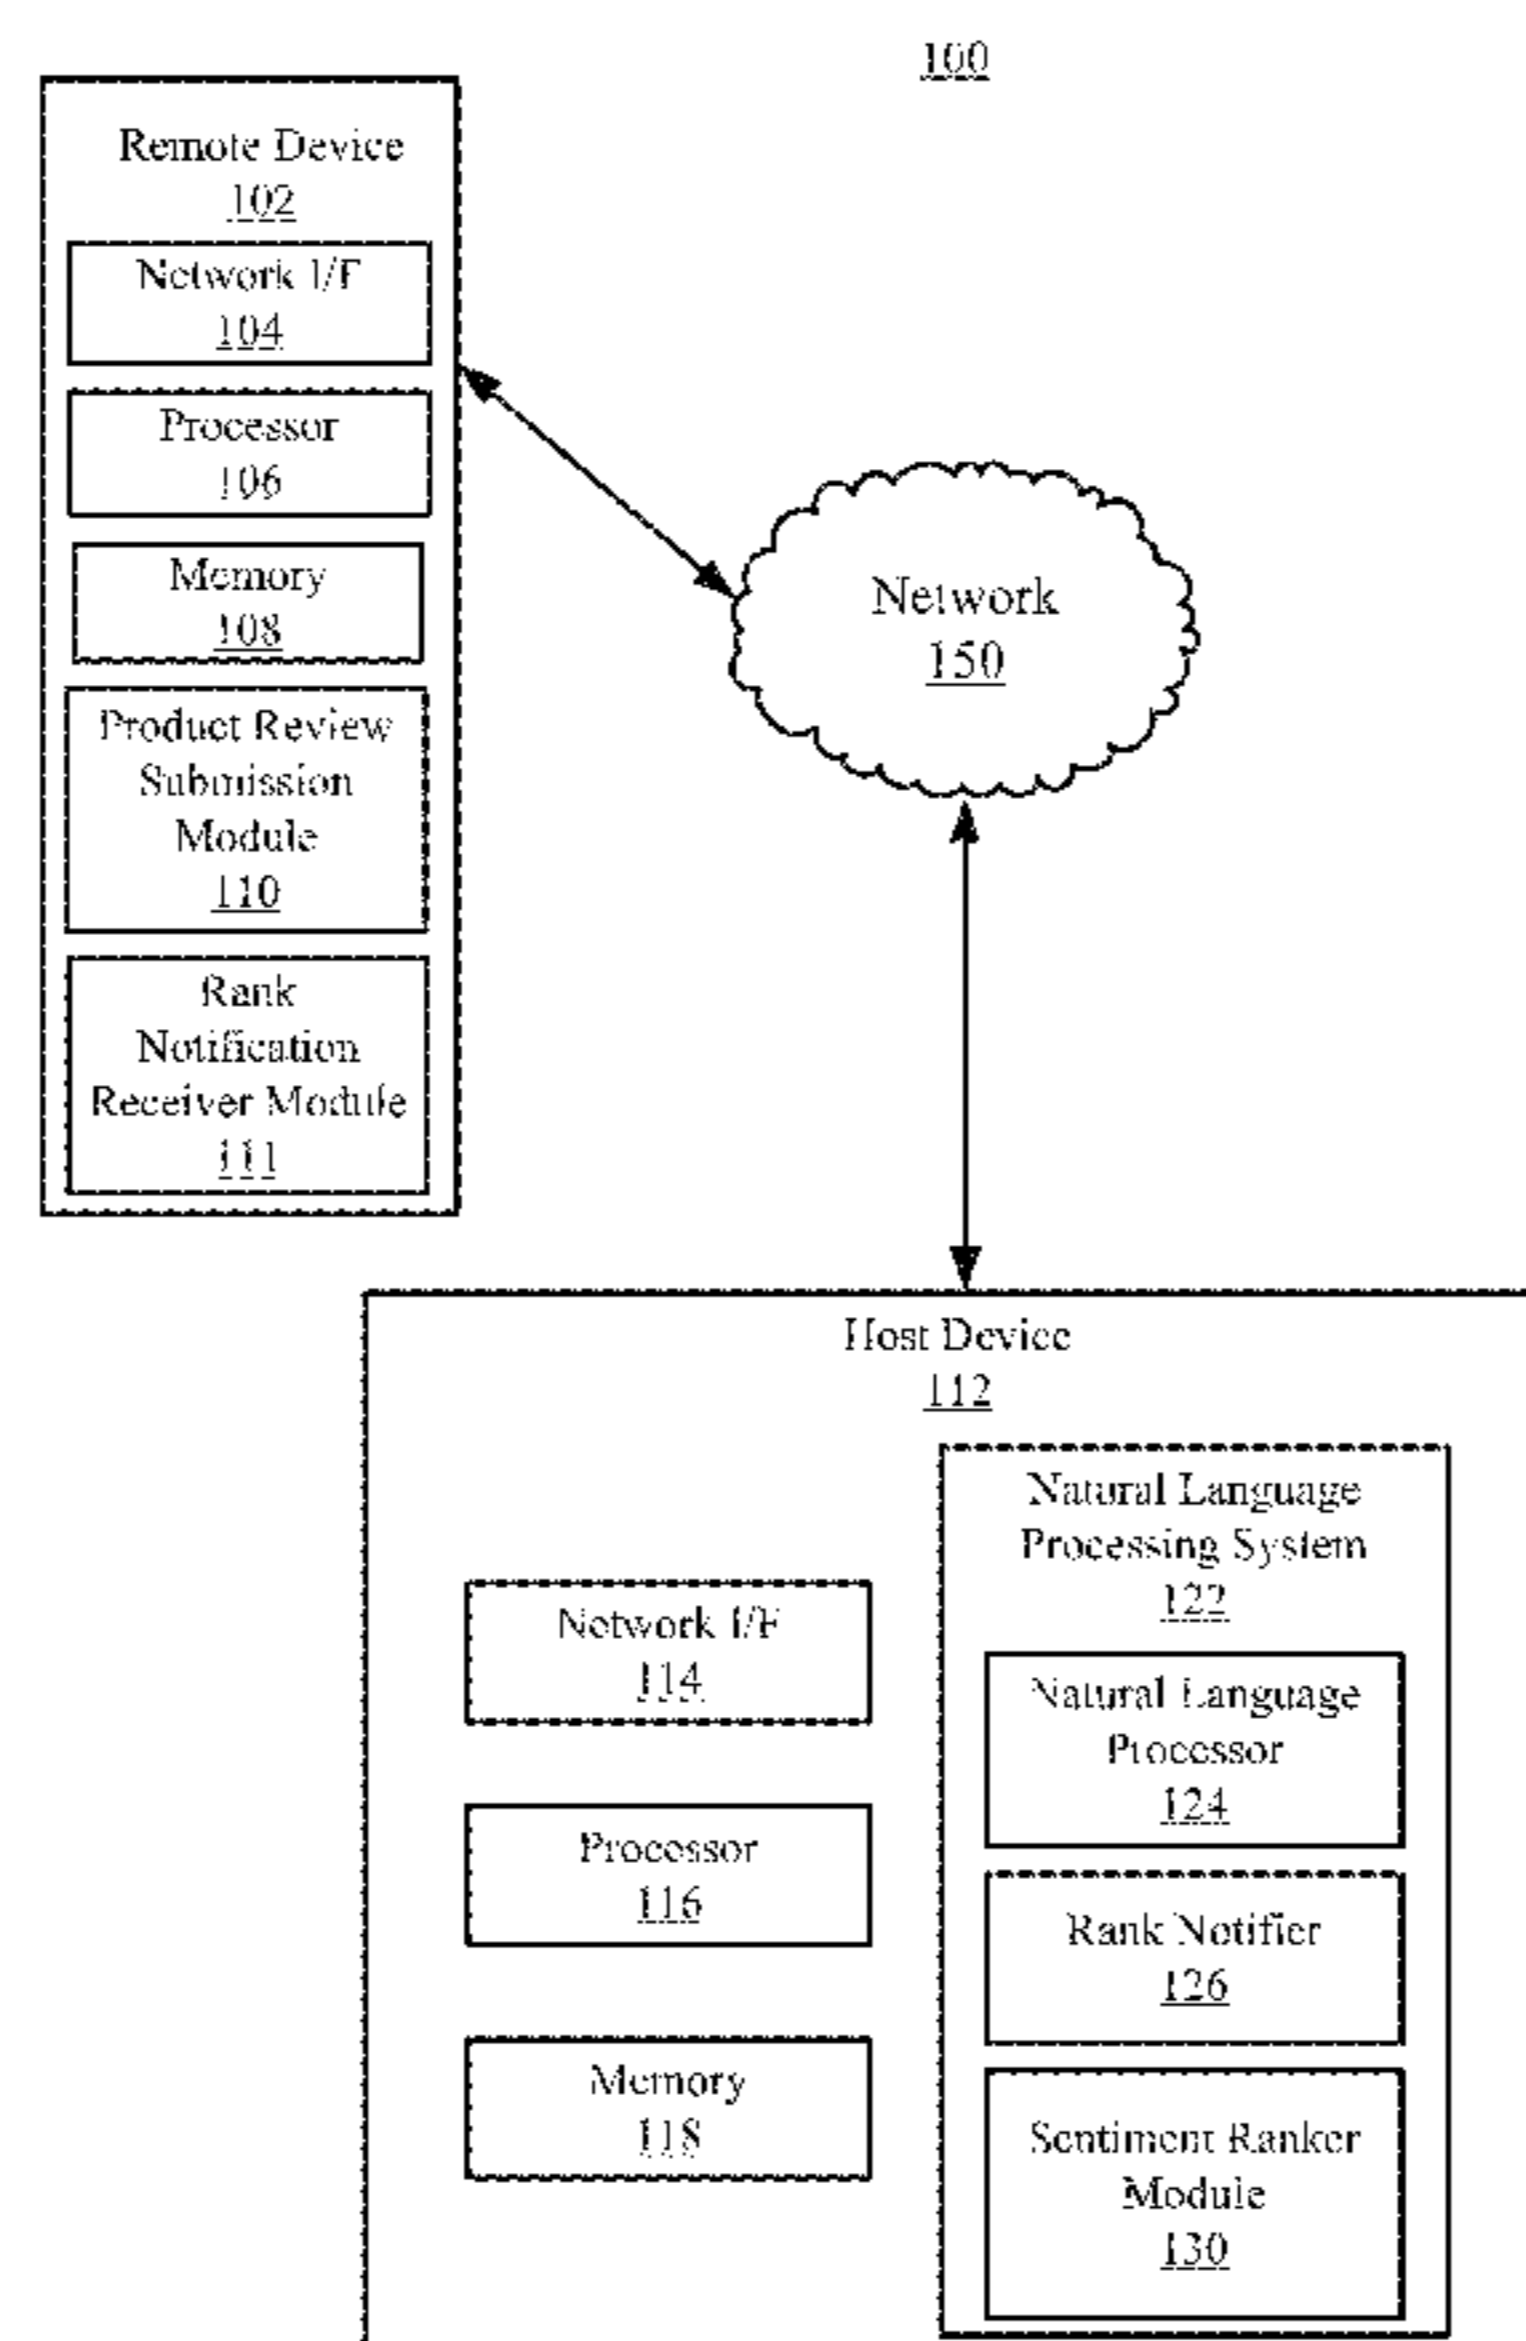 100
Remote Device
102
Network I/F
104
Processor
106
Memory
108
Product Review
Submission
Module
110
Rank
Notification
Receiver Module
111
Network
150
Host Device
112
Network I/F
114
Processor
116
Memory
118
Natural Language
Processing System
122
Natural Language
Processor
124
Rank Notifier
126
Sentiment Ranker
Module
130